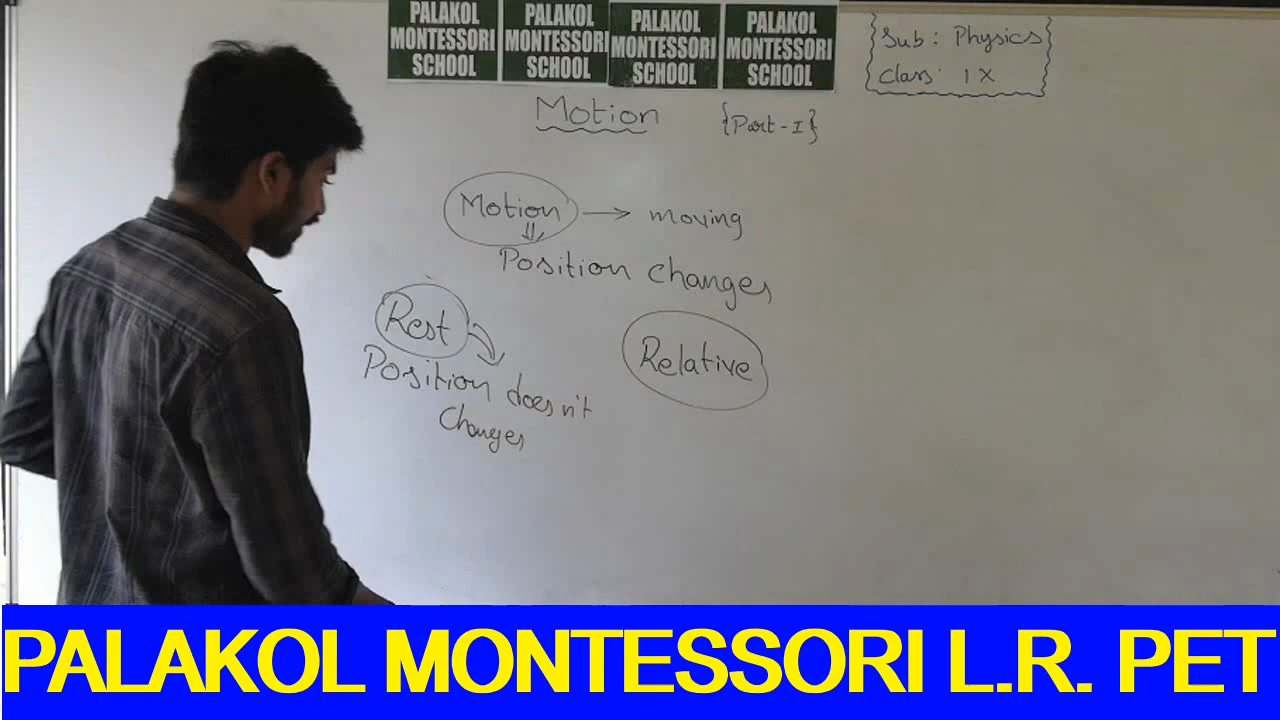 PALAKOL MONTESSORI SCHOOL
PALAKOL MONTESSORI SCHOOL
PALAKOL MONTESSORI SCHOOL
PALAKOL MONTESSORI SCHOOL
Sub : Physics
Class: IX
Motion {Part-I}
Motion → moving
⇓
Position changes
Rest
Position doesn't
Changes
Relative
PALAKOL MONTESSORI L.R. PET